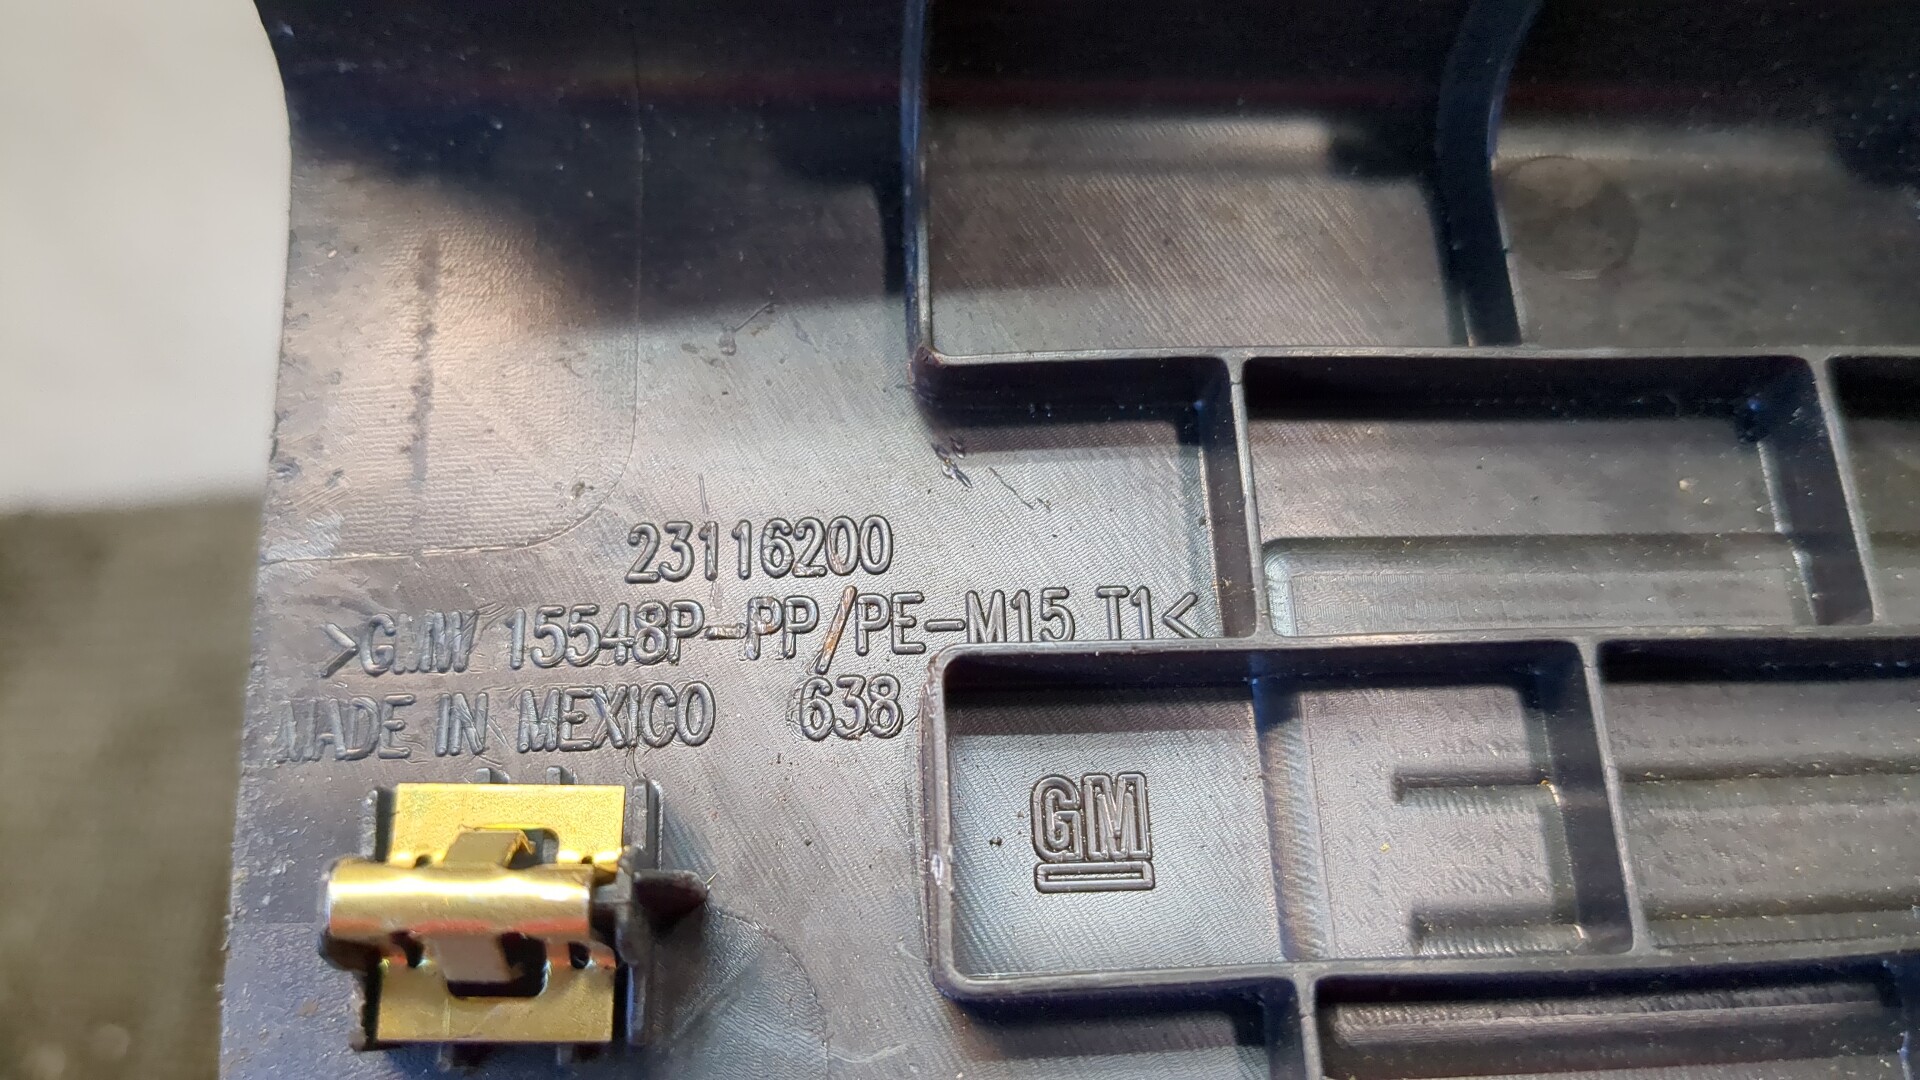 23116200
>GMW 15548P-PP/PE-M15 T1<
MADE IN MEXICO 638
GM